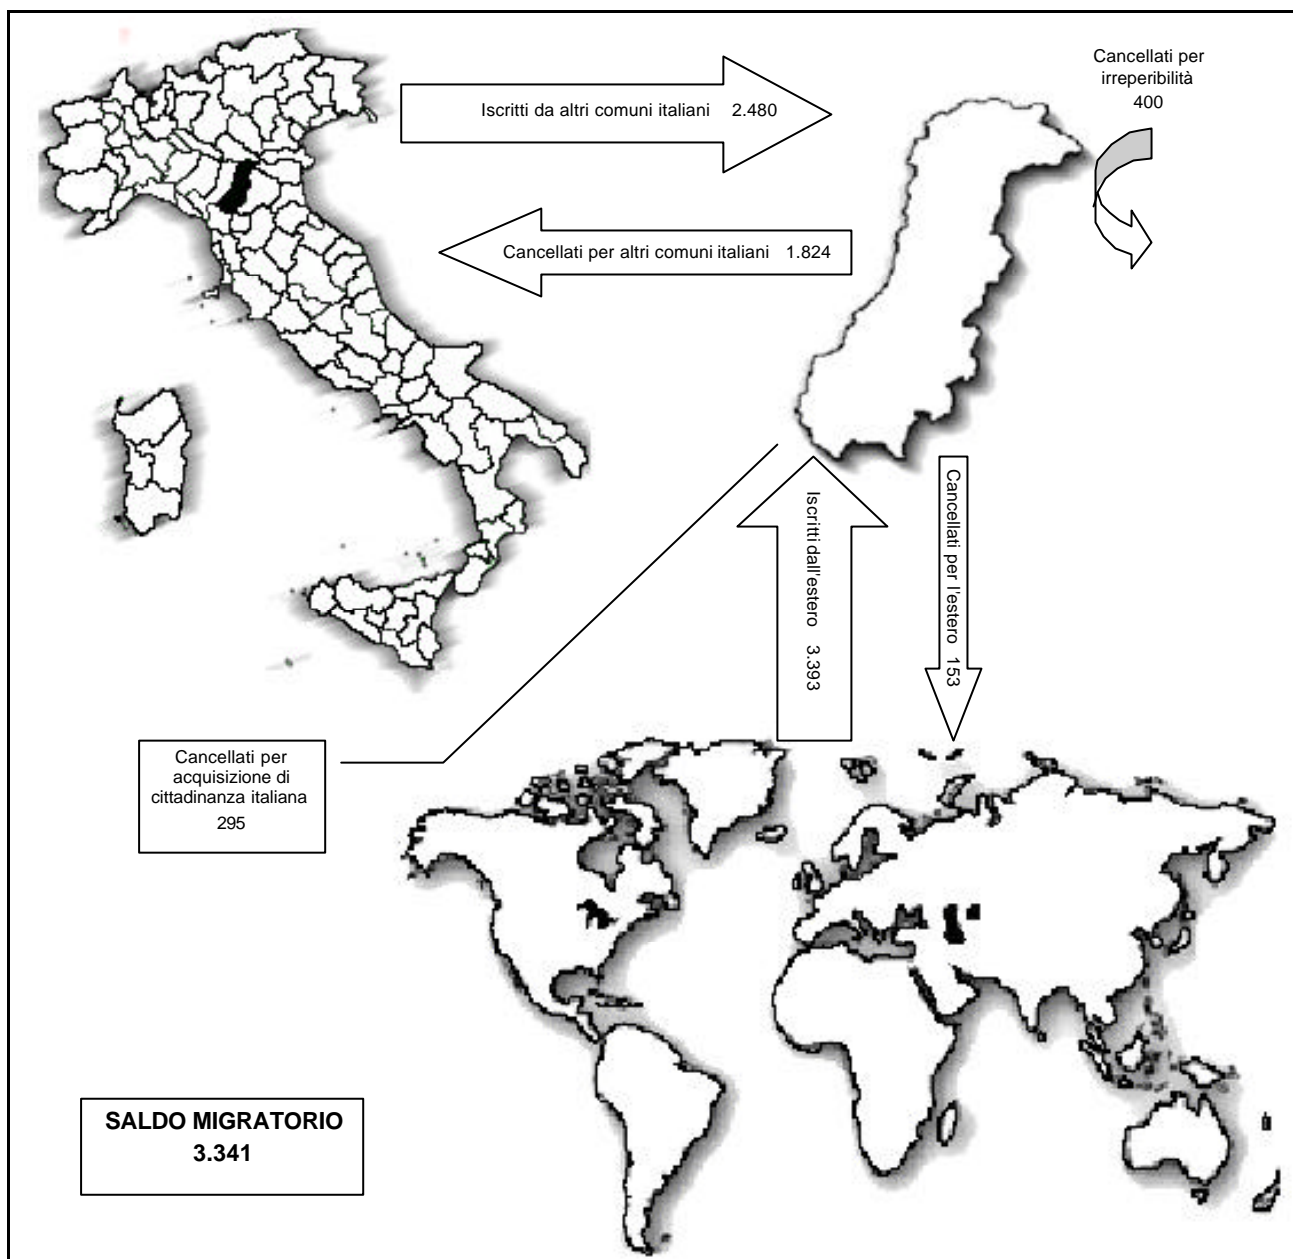 Cancellati per
irreperibilità
400
Iscritti da altri comuni italiani 2.480
Cancellati per altri comuni italiani 1.824
Iscritti dall'estero 3.393
Cancellati per l'estero 153
Cancellati per
acquisizione di
cittadinanza italiana
295
SALDO MIGRATORIO
3.341